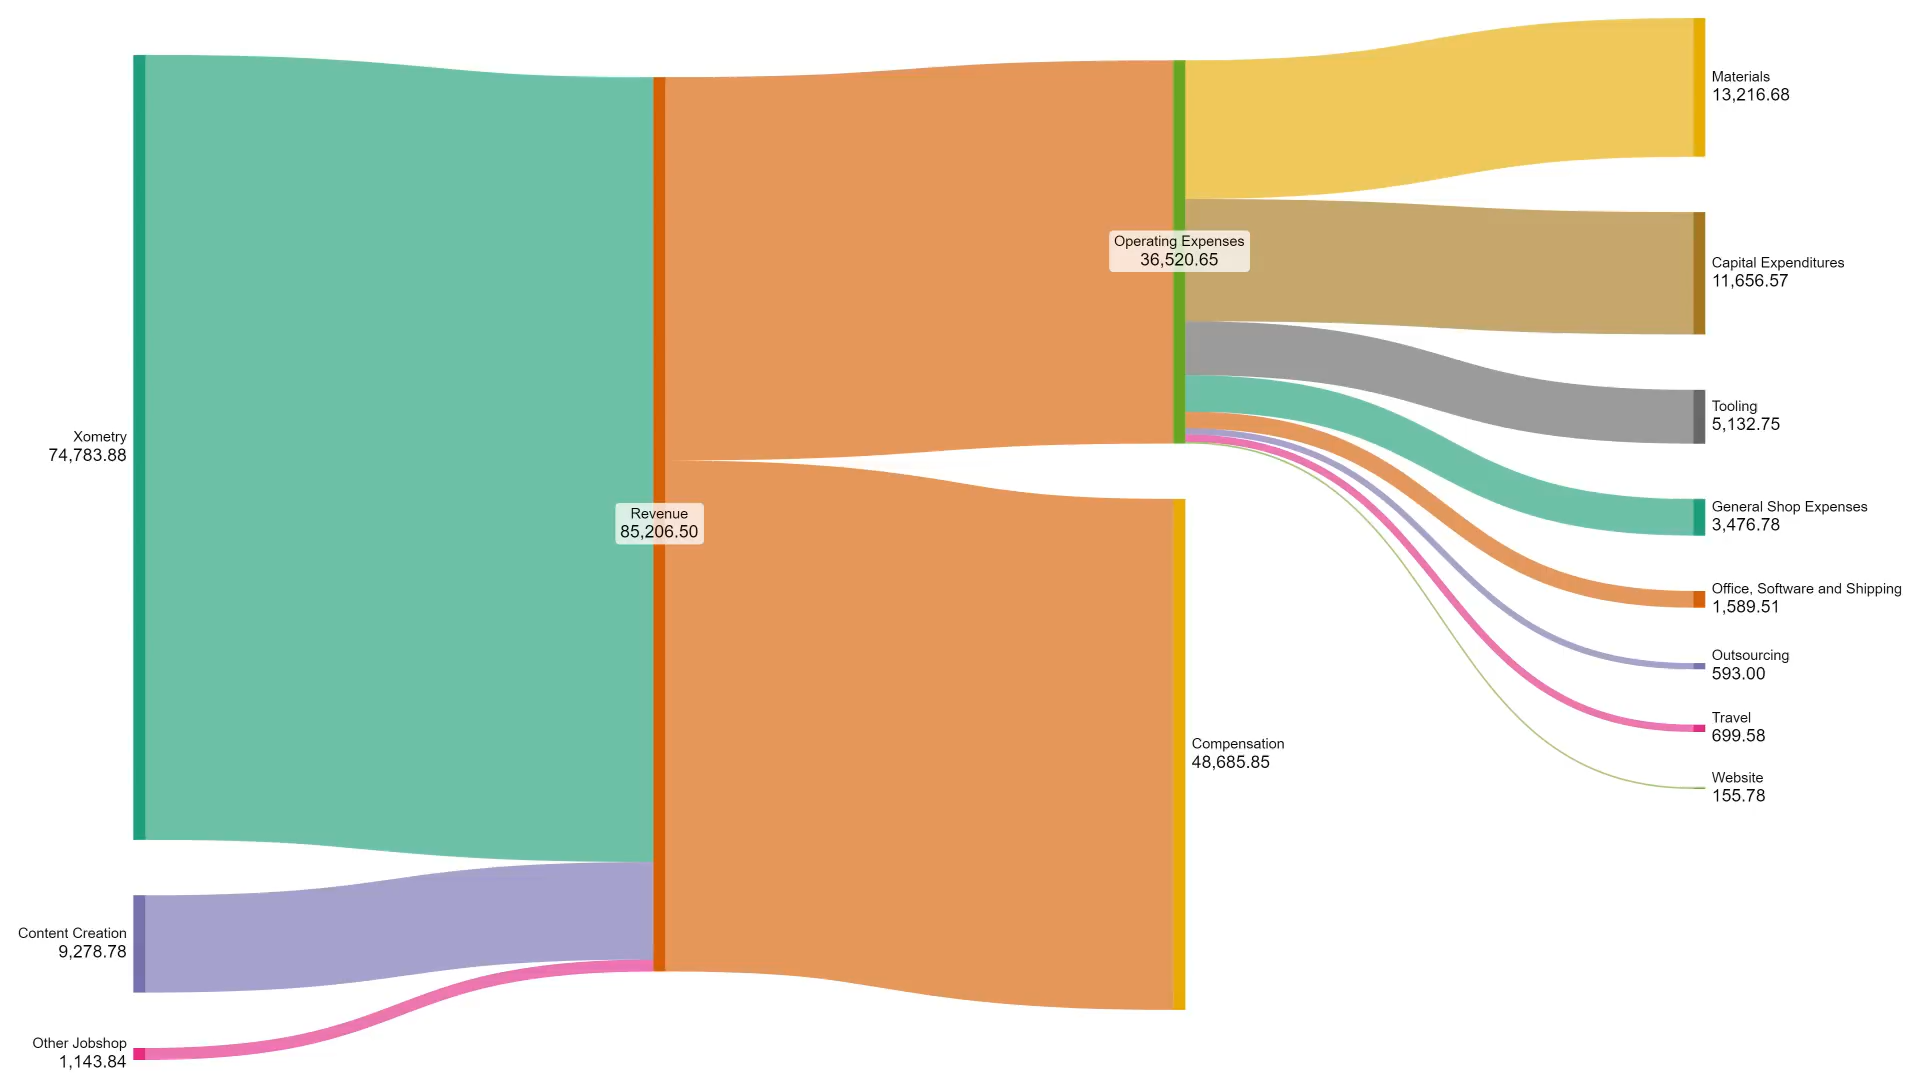 Xometry
74,783.88
Content Creation
9,278.78
Other Jobshop
1,143.84
Revenue
85,206.50
Operating Expenses
36,520.65
Compensation
48,685.85
Materials
13,216.68
Capital Expenditures
11,656.57
Tooling
5,132.75
General Shop Expenses
3,476.78
Office, Software and Shipping
1,589.51
Outsourcing
593.00
Travel
699.58
Website
155.78